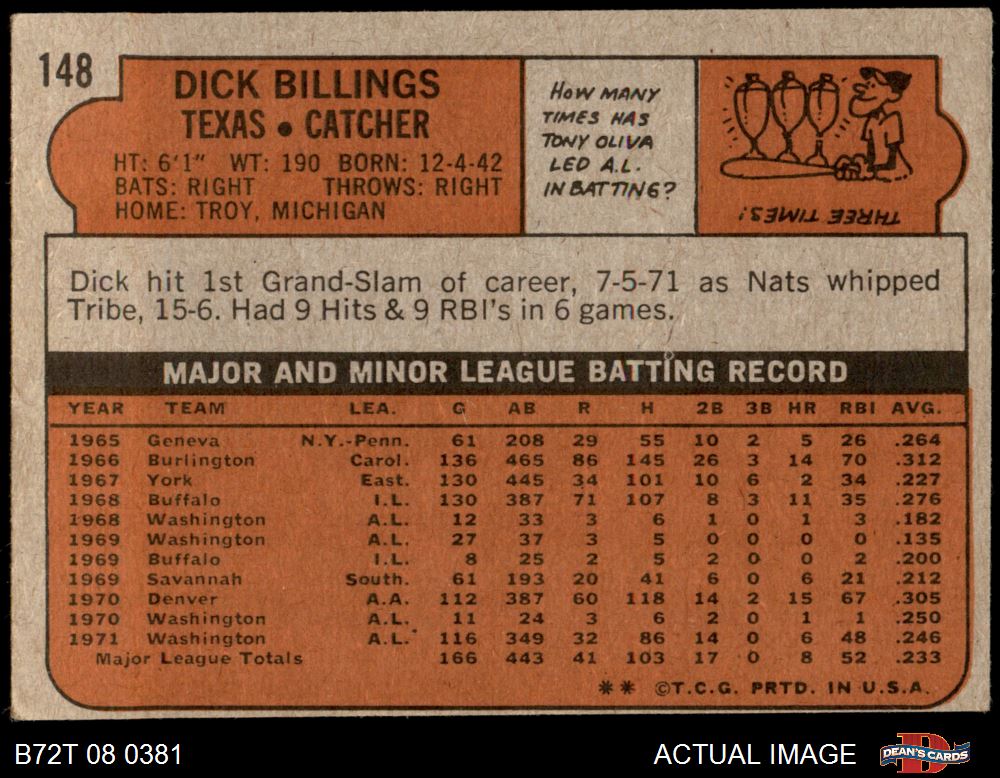 148
DICK BILLINGS
TEXAS • CATCHER
HT: 6'1" WT: 190 BORN: 12-4-42
BATS: RIGHT THROWS: RIGHT
HOME: TROY, MICHIGAN
HOW MANY
TIMES HAS
TONY OLIVA
LED A.L.
IN BATTING?
THREE TIMES!
Dick hit 1st Grand-Slam of career, 7-5-71 as Nats whipped
Tribe, 15-6. Had 9 Hits & 9 RBI's in 6 games.
MAJOR AND MINOR LEAGUE BATTING RECORD
YEAR TEAM LEA. G AB R H 2B 3B HR RBI AVG.
1965 Geneva N.Y.-Penn. 61 208 29 55 10 2 5 26 .264
1966 Burlington Carol. 136 465 86 145 26 3 14 70 .312
1967 York East. 130 445 34 101 10 6 2 34 .227
1968 Buffalo I.L. 130 387 71 107 8 3 11 35 .276
1968 Washington A.L. 12 33 3 6 1 0 1 3 .182
1969 Washington A.L. 27 37 3 5 0 0 0 0 .135
1969 Buffalo I.L. 8 25 2 5 2 0 0 2 .200
1969 Savannah South. 61 193 20 41 6 0 6 21 .212
1970 Denver A.A. 112 387 60 118 14 2 15 67 .305
1970 Washington A.L. 11 24 3 6 2 0 1 1 .250
1971 Washington A.L. 116 349 32 86 14 0 6 48 .246
Major League Totals 166 443 41 103 17 0 8 52 .233
** ©T.C.G. PRTD. IN U.S.A.
B72T 08 0381
ACTUAL IMAGE
DEAN'S CARDS